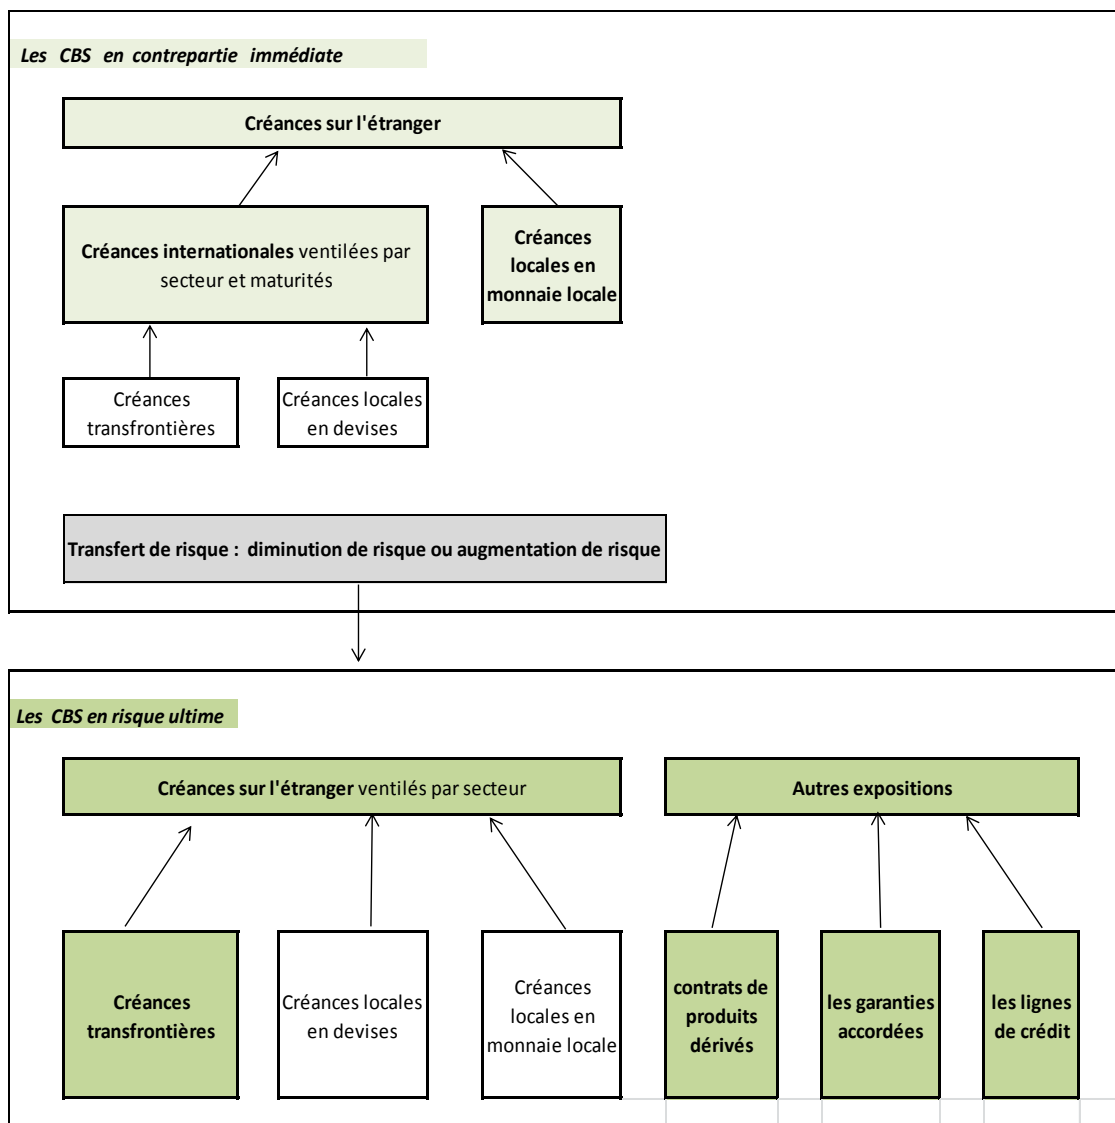 Les CBS en contrepartie immédiate
Créances sur l'étranger
Créances internationales ventilées par
secteur et maturités
Créances
locales en
monnaie locale
Créances
transfrontières
Créances locales
en devises
Transfert de risque : diminution de risque ou augmentation de risque
Les CBS en risque ultime
Créances sur l'étranger ventilés par secteur
Autres expositions
Créances
transfrontières
Créances locales
en devises
Créances
locales en
monnaie locale
contrats de
produits
dérivés
les garanties
accordées
les lignes
de crédit